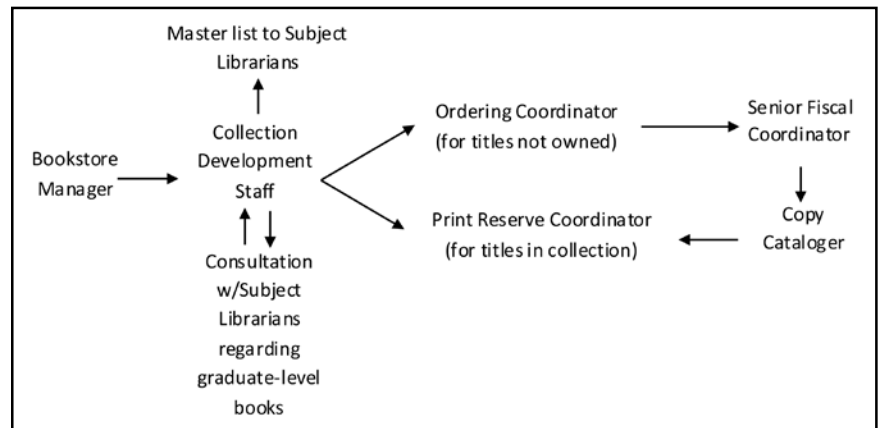 Master list to Subject
Librarians
Bookstore
Manager
Collection
Development
Staff
Consultation
w/Subject
Librarians
regarding
graduate-level
books
Ordering Coordinator
(for titles not owned)
Print Reserve Coordinator
(for titles in collection)
Senior Fiscal
Coordinator
Copy
Cataloger